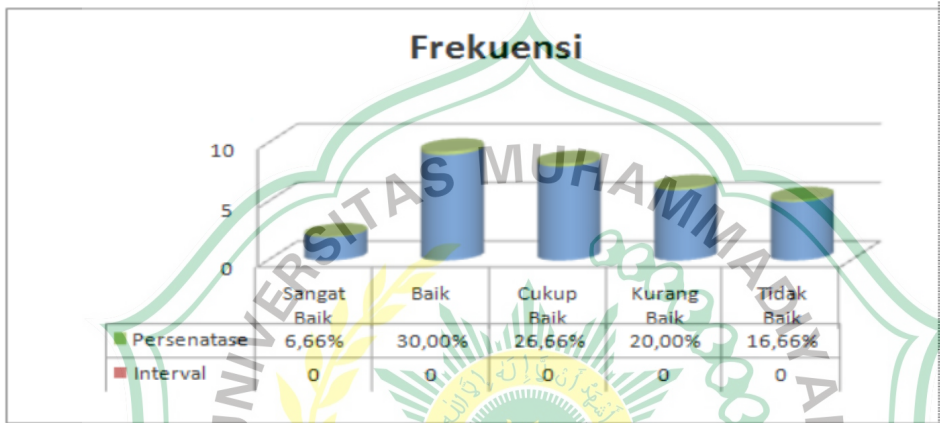 Frekuensi
UNIVERSITAS MUHAMMADIYAH
10
5
0
Sangat Baik Cukup Kurang Tidak
Baik Baik Baik Baik
Persenatase 6,66% 30,00% 26,66% 20,00% 16,66%
Interval 0 0 0 0 0